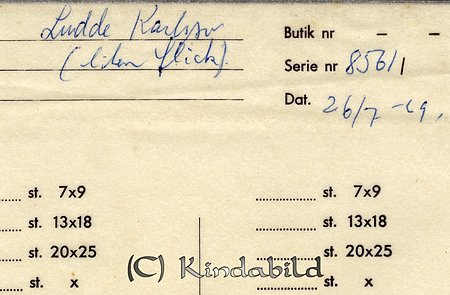 Ludde Karlsson
(liten flick).
Butik nr – –
Serie nr 8561
Dat. 26/7
st. 7x9
st. 13x18
st. 20x25
st. x
st. 7x9
st. 13x18
st. 20x25
st. x
(C) Kindabild